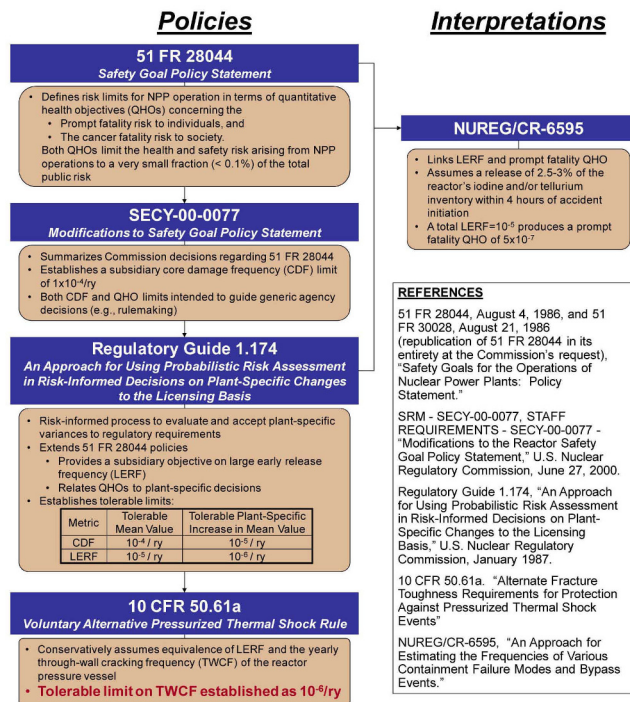 Policies
51 FR 28044
Safety Goal Policy Statement
• Defines risk limits for NPP operation in terms of quantitative
health objectives (QHOs) concerning the
• Prompt fatality risk to individuals, and
• The cancer fatality risk to society.
Both QHOs limit the health and safety risk arising from NPP
operations to a very small fraction (< 0.1%) of the total
public risk
SECY-00-0077
Modifications to Safety Goal Policy Statement
• Summarizes Commission decisions regarding 51 FR 28044
• Establishes a subsidiary core damage frequency (CDF) limit
of 1x10⁻⁴/ry
• Both CDF and QHO limits intended to guide generic agency
decisions (e.g., rulemaking)
Regulatory Guide 1.174
An Approach for Using Probabilistic Risk Assessment
in Risk-Informed Decisions on Plant-Specific Changes
to the Licensing Basis
• Risk-informed process to evaluate and accept plant-specific
variances to regulatory requirements
• Extends 51 FR 28044 policies
• Provides a subsidiary objective on large early release
frequency (LERF)
• Relates QHOs to plant-specific decisions
• Establishes tolerable limits:
Metric Tolerable Mean Value Tolerable Plant-Specific Increase in Mean Value
CDF 10⁻⁴ / ry 10⁻⁵ / ry
LERF 10⁻⁵ / ry 10⁻⁶ / ry
10 CFR 50.61a
Voluntary Alternative Pressurized Thermal Shock Rule
• Conservatively assumes equivalence of LERF and the yearly
through-wall cracking frequency (TWCF) of the reactor
pressure vessel
• Tolerable limit on TWCF established as 10⁻⁶/ry
Interpretations
NUREG/CR-6595
• Links LERF and prompt fatality QHO
• Assumes a release of 2.5-3% of
the reactor's iodine and/or tellurium
inventory within 4 hours of accident
initiation
• A total LERF=10⁻⁵ produces a prompt
fatality QHO of 5x10⁻⁷
REFERENCES
51 FR 28044, August 4, 1986, and 51
FR 30028, August 21, 1986
(republication of 51 FR 28044 in its
entirety at the Commission's request),
"Safety Goals for the Operations of
Nuclear Power Plants: Policy
Statement."
SRM - SECY-00-0077, STAFF
REQUIREMENTS - SECY-00-0077 -
"Modifications to the Reactor Safety
Goal Policy Statement," U.S. Nuclear
Regulatory Commission, June 27, 2000.
Regulatory Guide 1.174, "An Approach
for Using Probabilistic Risk Assessment
in Risk-Informed Decisions on Plant-
Specific Changes to the Licensing
Basis," U.S. Nuclear Regulatory
Commission, January 1987.
10 CFR 50.61a. "Alternate Fracture
Toughness Requirements for Protection
Against Pressurized Thermal Shock
Events"
NUREG/CR-6595, "An Approach for
Estimating the Frequencies of Various
Containment Failure Modes and Bypass
Events."